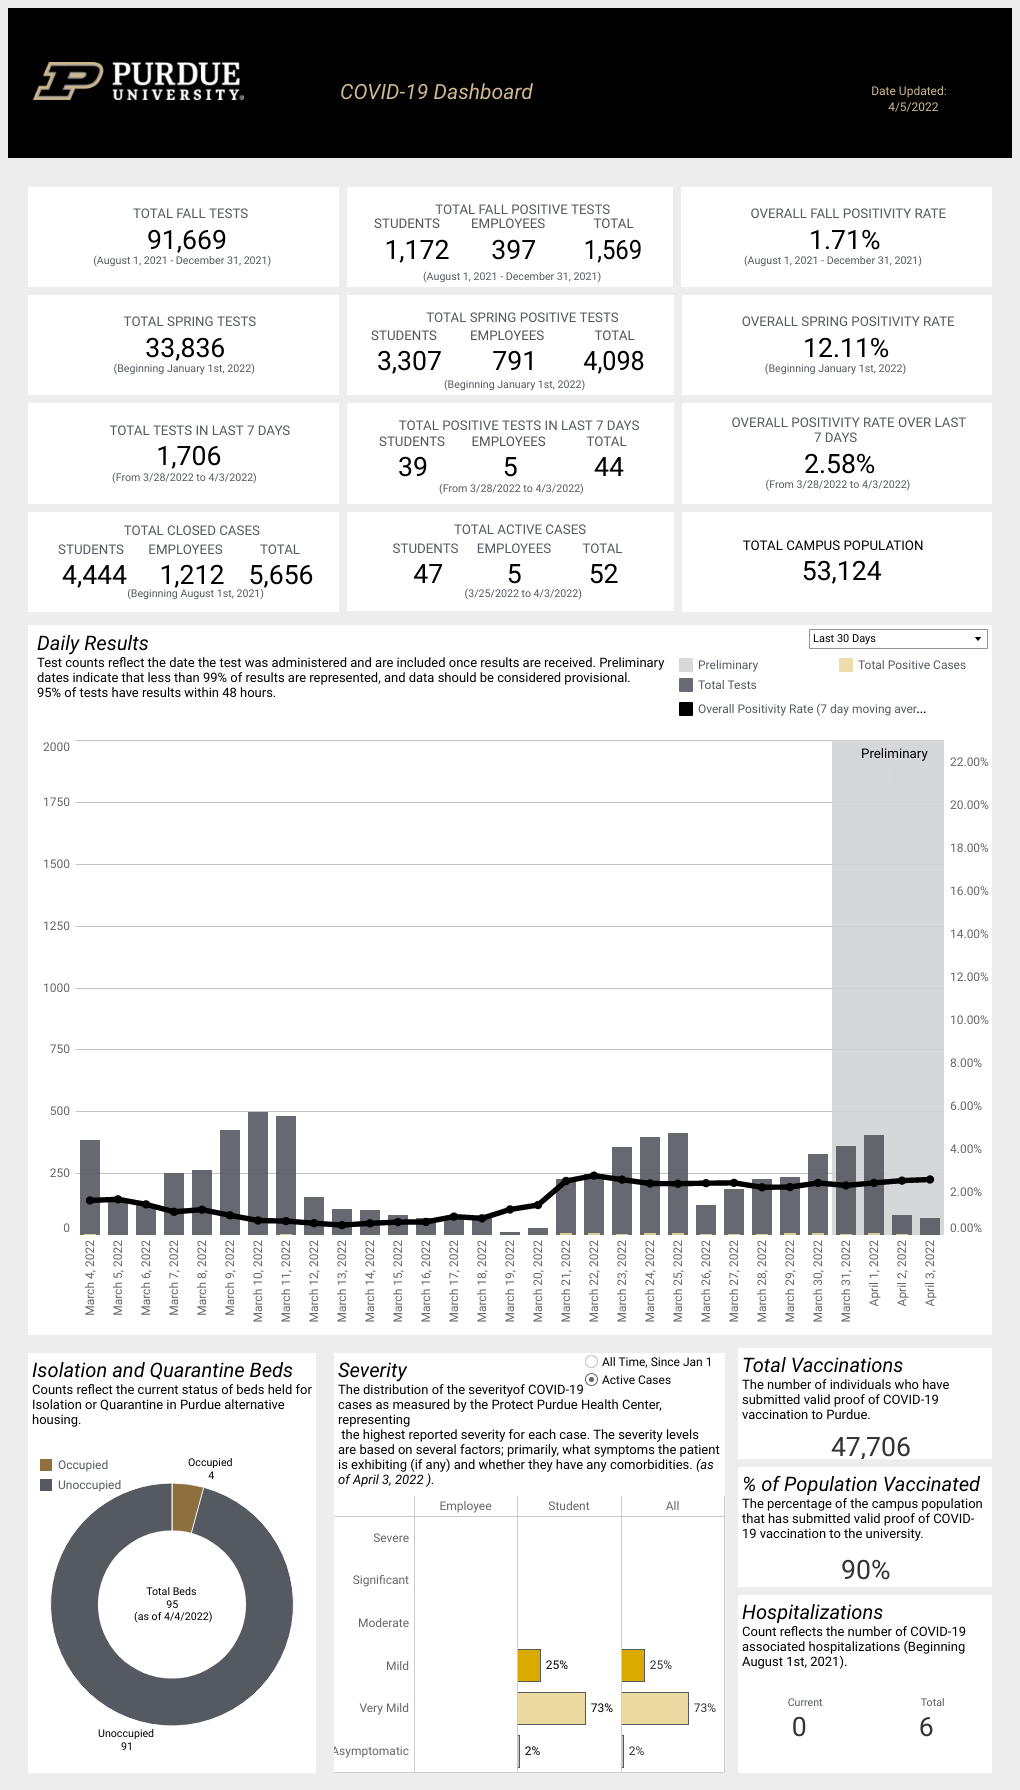 PURDUE
UNIVERSITY®
COVID-19 Dashboard
Date Updated:
4/5/2022
TOTAL FALL TESTS
91,669
(August 1, 2021 - December 31, 2021)
TOTAL FALL POSITIVE TESTS
STUDENTS EMPLOYEES TOTAL
1,172 397 1,569
(August 1, 2021 - December 31, 2021)
OVERALL FALL POSITIVITY RATE
1.71%
(August 1, 2021 - December 31, 2021)
TOTAL SPRING TESTS
33,836
(Beginning January 1st, 2022)
TOTAL SPRING POSITIVE TESTS
STUDENTS EMPLOYEES TOTAL
3,307 791 4,098
(Beginning January 1st, 2022)
OVERALL SPRING POSITIVITY RATE
12.11%
(Beginning January 1st, 2022)
TOTAL TESTS IN LAST 7 DAYS
1,706
(From 3/28/2022 to 4/3/2022)
TOTAL POSITIVE TESTS IN LAST 7 DAYS
STUDENTS EMPLOYEES TOTAL
39 5 44
(From 3/28/2022 to 4/3/2022)
OVERALL POSITIVITY RATE OVER LAST
7 DAYS
2.58%
(From 3/28/2022 to 4/3/2022)
TOTAL CLOSED CASES
STUDENTS EMPLOYEES TOTAL
4,444 1,212 5,656
(Beginning August 1st, 2021)
TOTAL ACTIVE CASES
STUDENTS EMPLOYEES TOTAL
47 5 52
(3/25/2022 to 4/3/2022)
TOTAL CAMPUS POPULATION
53,124
Daily Results
Test counts reflect the date the test was administered and are included once results are received. Preliminary
dates indicate that less than 99% of results are represented, and data should be considered provisional.
95% of tests have results within 48 hours.
Last 30 Days
Preliminary
Total Positive Cases
Total Tests
Overall Positivity Rate (7 day moving aver...
Preliminary
2000
1750
1500
1250
1000
750
500
250
0
22.00%
20.00%
18.00%
16.00%
14.00%
12.00%
10.00%
8.00%
6.00%
4.00%
2.00%
0.00%
March 4, 2022
March 5, 2022
March 6, 2022
March 7, 2022
March 8, 2022
March 9, 2022
March 10, 2022
March 11, 2022
March 12, 2022
March 13, 2022
March 14, 2022
March 15, 2022
March 16, 2022
March 17, 2022
March 18, 2022
March 19, 2022
March 20, 2022
March 21, 2022
March 22, 2022
March 23, 2022
March 24, 2022
March 25, 2022
March 26, 2022
March 27, 2022
March 28, 2022
March 29, 2022
March 30, 2022
March 31, 2022
April 1, 2022
April 2, 2022
April 3, 2022
Isolation and Quarantine Beds
Counts reflect the current status of beds held for
Isolation or Quarantine in Purdue alternative
housing.
Occupied
Unoccupied
Occupied
4
Total Beds
95
(as of 4/4/2022)
Unoccupied
91
Severity
All Time, Since Jan 1
Active Cases
The distribution of the severityof COVID-19
cases as measured by the Protect Purdue Health Center,
representing
the highest reported severity for each case. The severity levels
are based on several factors; primarily, what symptoms the patient
is exhibiting (if any) and whether they have any comorbidities. (as
of April 3, 2022 ).
Employee Student All
Severe
Significant
Moderate
Mild 25% 25%
Very Mild 73% 73%
Asymptomatic 2% 2%
Total Vaccinations
The number of individuals who have
submitted valid proof of COVID-19
vaccination to Purdue.
47,706
% of Population Vaccinated
The percentage of the campus population
that has submitted valid proof of COVID-
19 vaccination to the university.
90%
Hospitalizations
Count reflects the number of COVID-19
associated hospitalizations (Beginning
August 1st, 2021).
Current Total
0 6